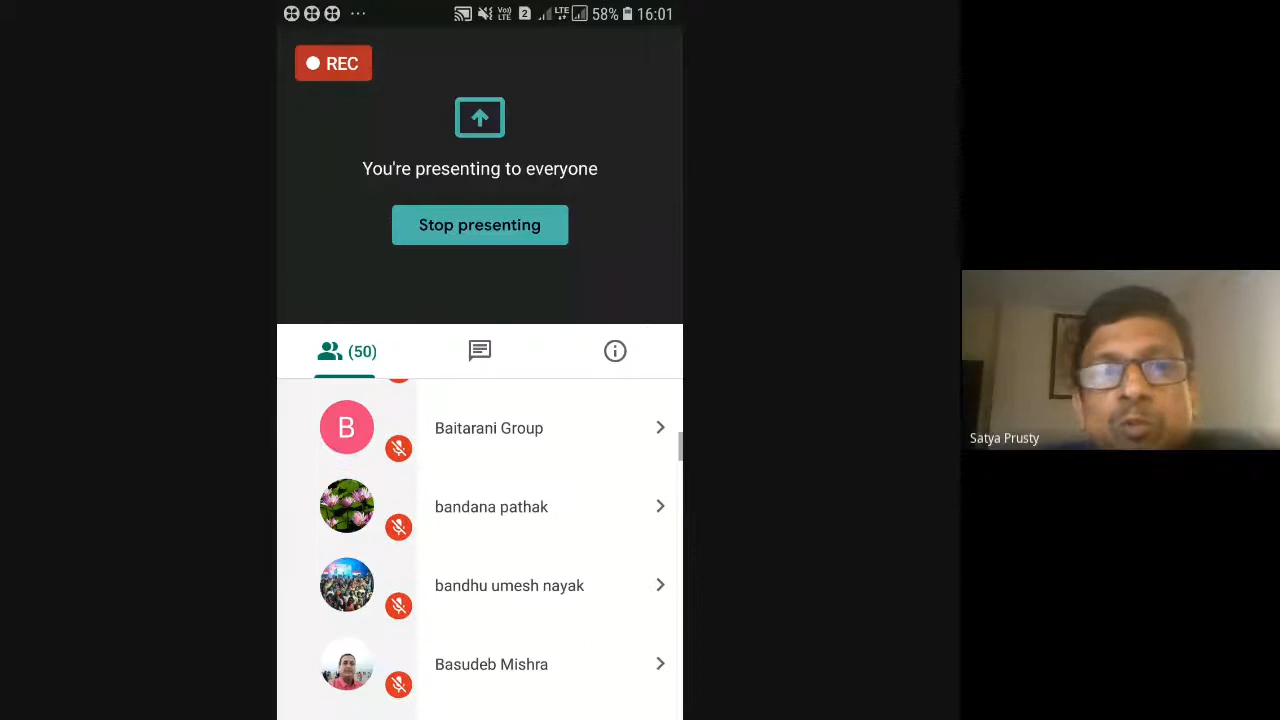 58% 16:01
REC
You're presenting to everyone
Stop presenting
(50)
B
Baitarani Group
bandana pathak
bandhu umesh nayak
Basudeb Mishra
Satya Prusty